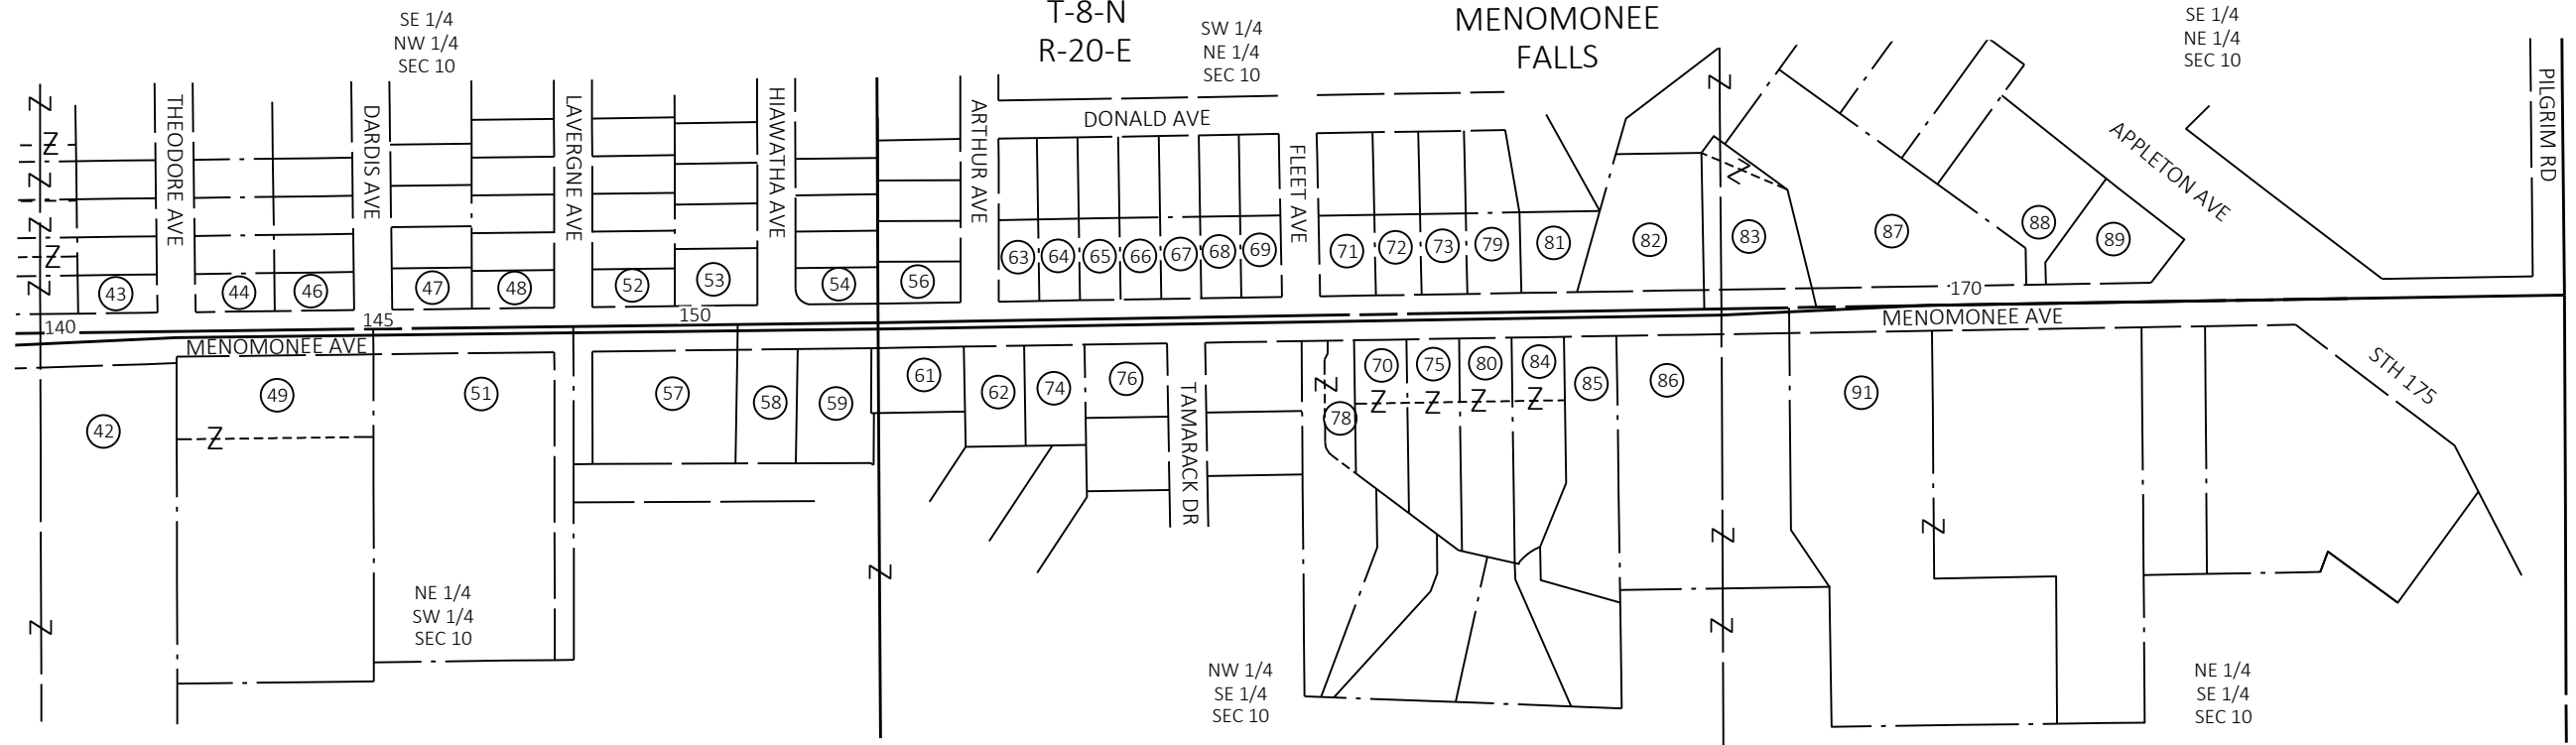 SE 1/4
NW 1/4
SEC 10
T-8-N
R-20-E
SW 1/4
NE 1/4
SEC 10
MENOMONEE
FALLS
SE 1/4
NE 1/4
SEC 10
THEODORE AVE
DARDIS AVE
LAVERGNE AVE
HIAWATHA AVE
ARTHUR AVE
DONALD AVE
FLEET AVE
APPLETON AVE
PILGRIM RD
Z
Z
Z
Z
Z
Z
Z
Z
43
44
46
47
48
52
53
54
56
63
64
65
66
67
68
69
71
72
73
79
81
82
83
87
88
89
140
145
150
170
MENOMONEE AVE
MENOMONEE AVE
42
49
51
57
58
59
61
62
74
76
TAMARACK DR
78
70
75
80
84
85
86
91
STH 175
Z
Z
Z
Z
Z
Z
Z
Z
Z
Z
Z
Z
NE 1/4
SW 1/4
SEC 10
NW 1/4
SE 1/4
SEC 10
NE 1/4
SE 1/4
SEC 10